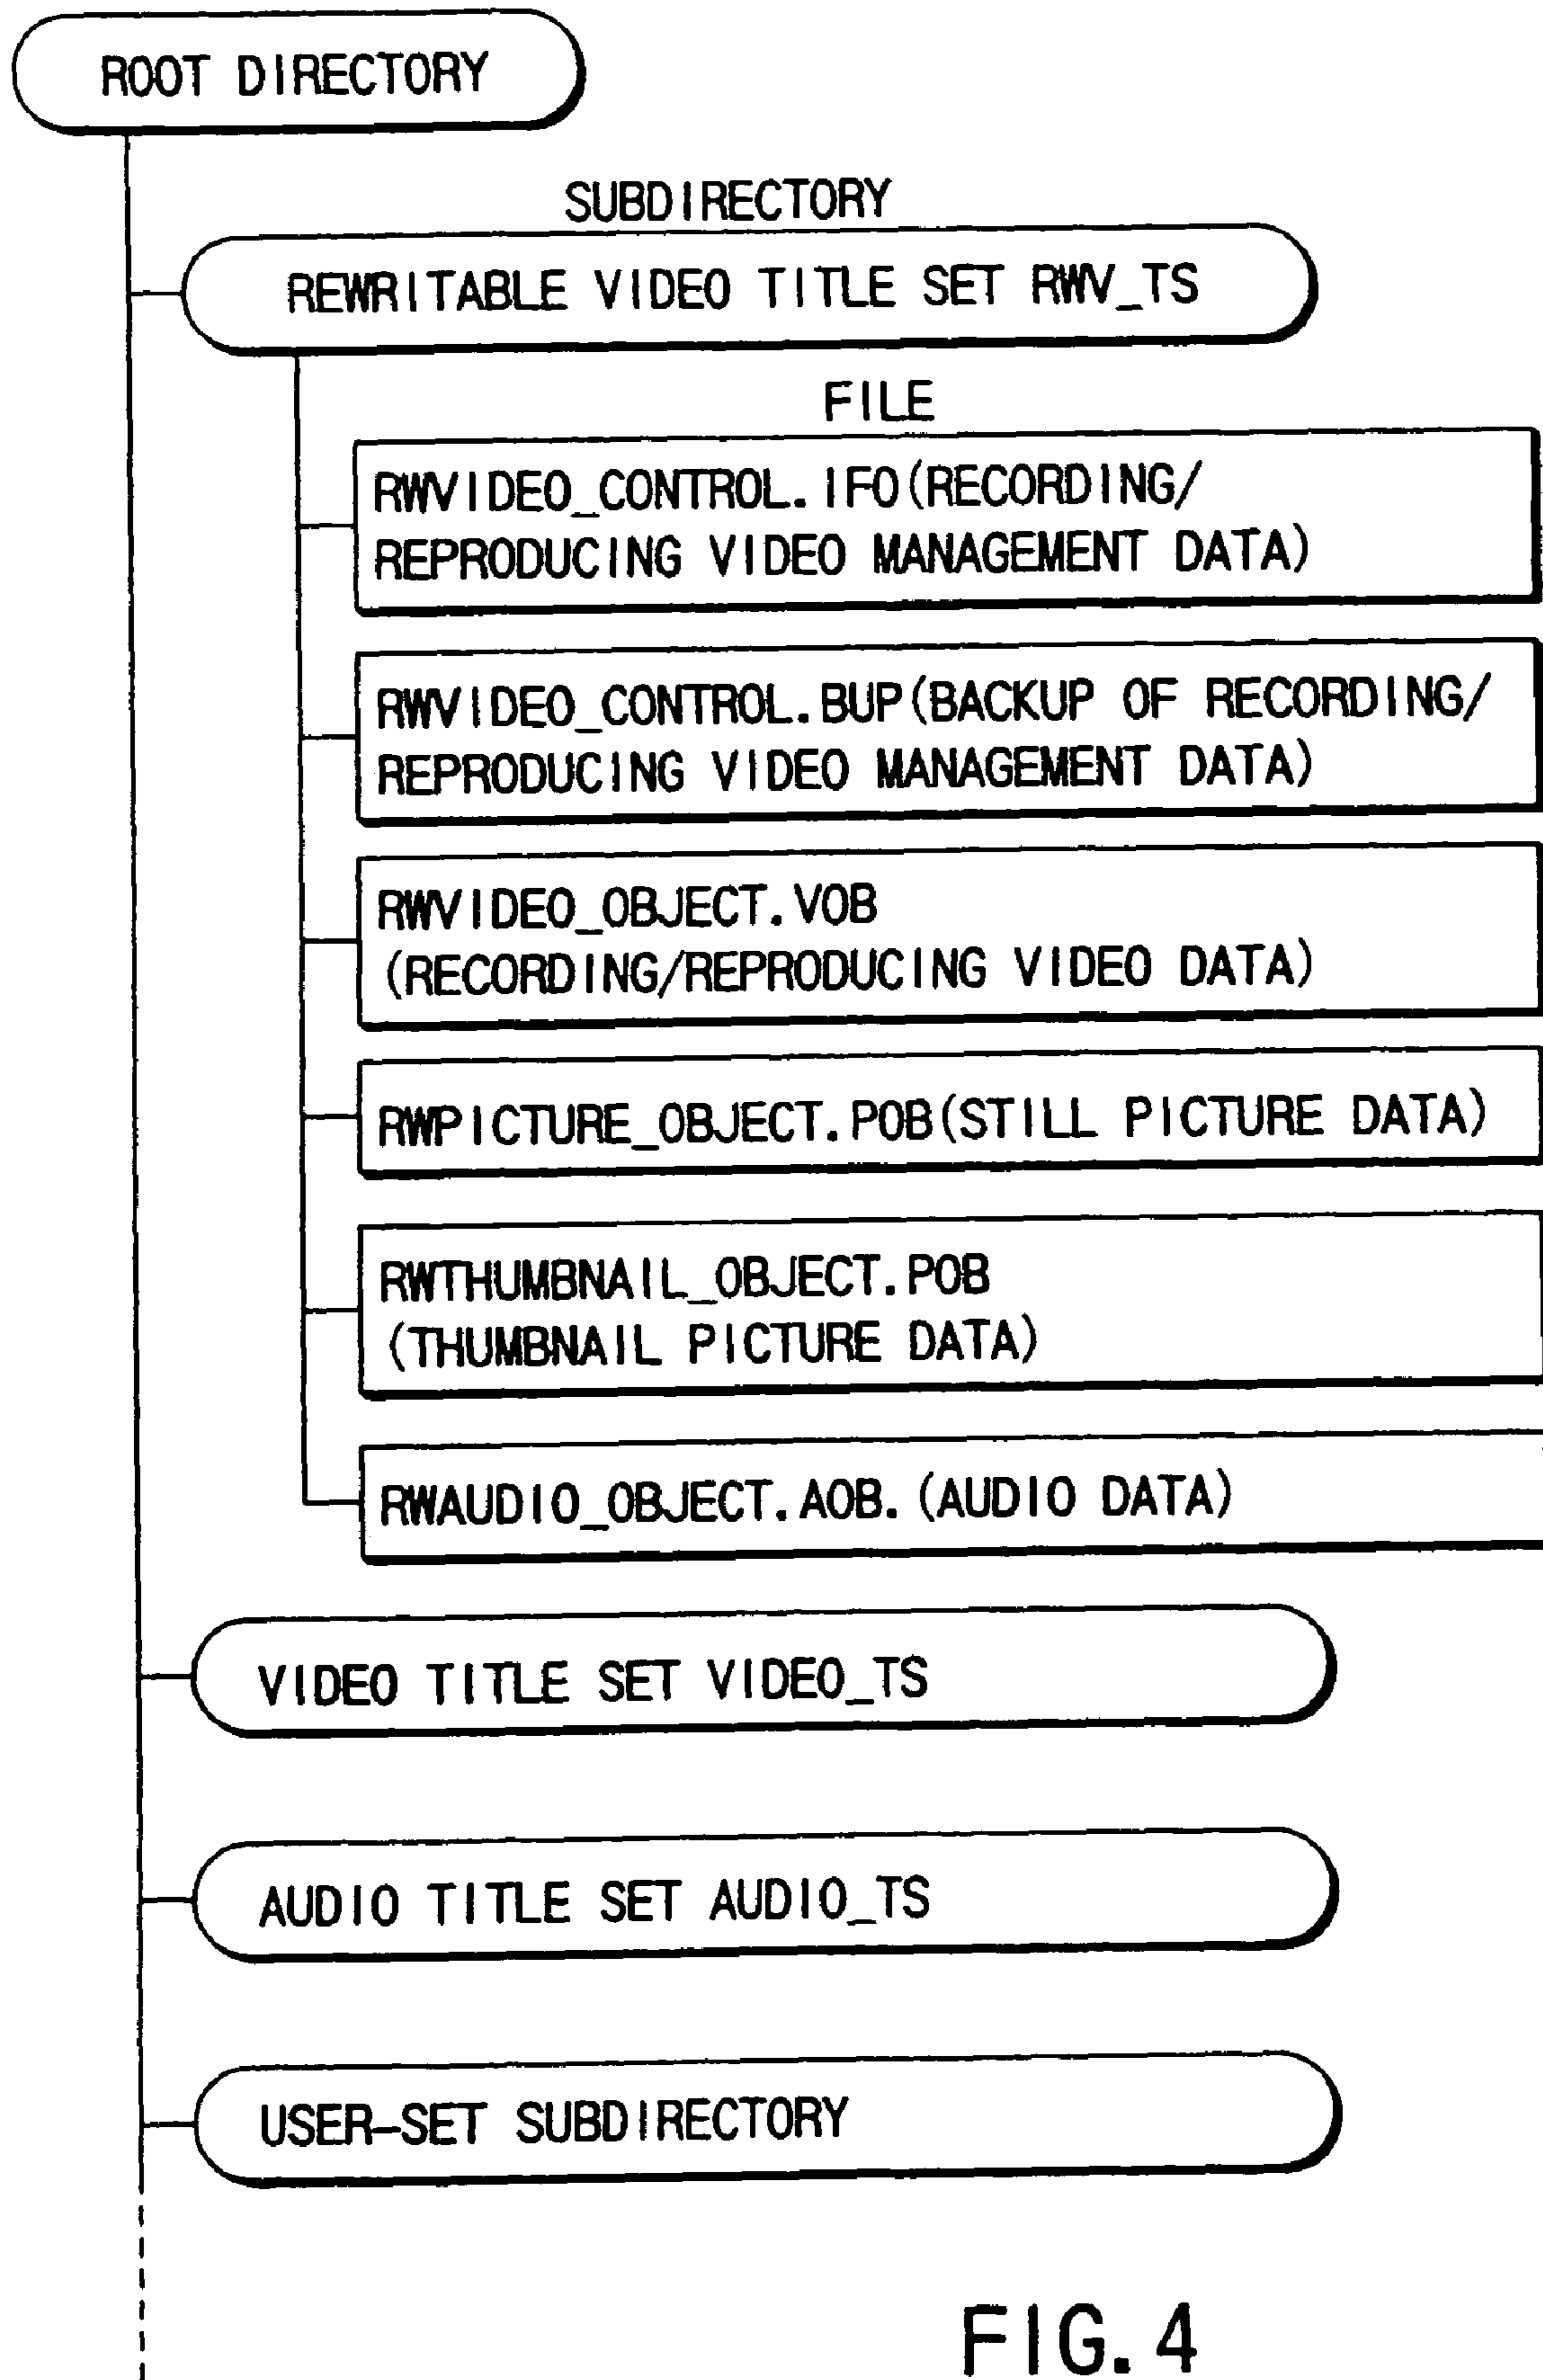 ROOT DIRECTORY
SUBDIRECTORY
REWRITABLE VIDEO TITLE SET RWV_TS
FILE
RWVIDEO_CONTROL.IFO(RECORDING/
REPRODUCING VIDEO MANAGEMENT DATA)
RWVIDEO_CONTROL.BUP(BACKUP OF RECORDING/
REPRODUCING VIDEO MANAGEMENT DATA)
RWVIDEO_OBJECT.VOB
(RECORDING/REPRODUCING VIDEO DATA)
RWPICTURE_OBJECT.POB(STILL PICTURE DATA)
RWTHUMBNAIL_OBJECT.POB
(THUMBNAIL PICTURE DATA)
RWAUDIO_OBJECT.AOB.(AUDIO DATA)
VIDEO TITLE SET VIDEO_TS
AUDIO TITLE SET AUDIO_TS
USER-SET SUBDIRECTORY
FIG.4